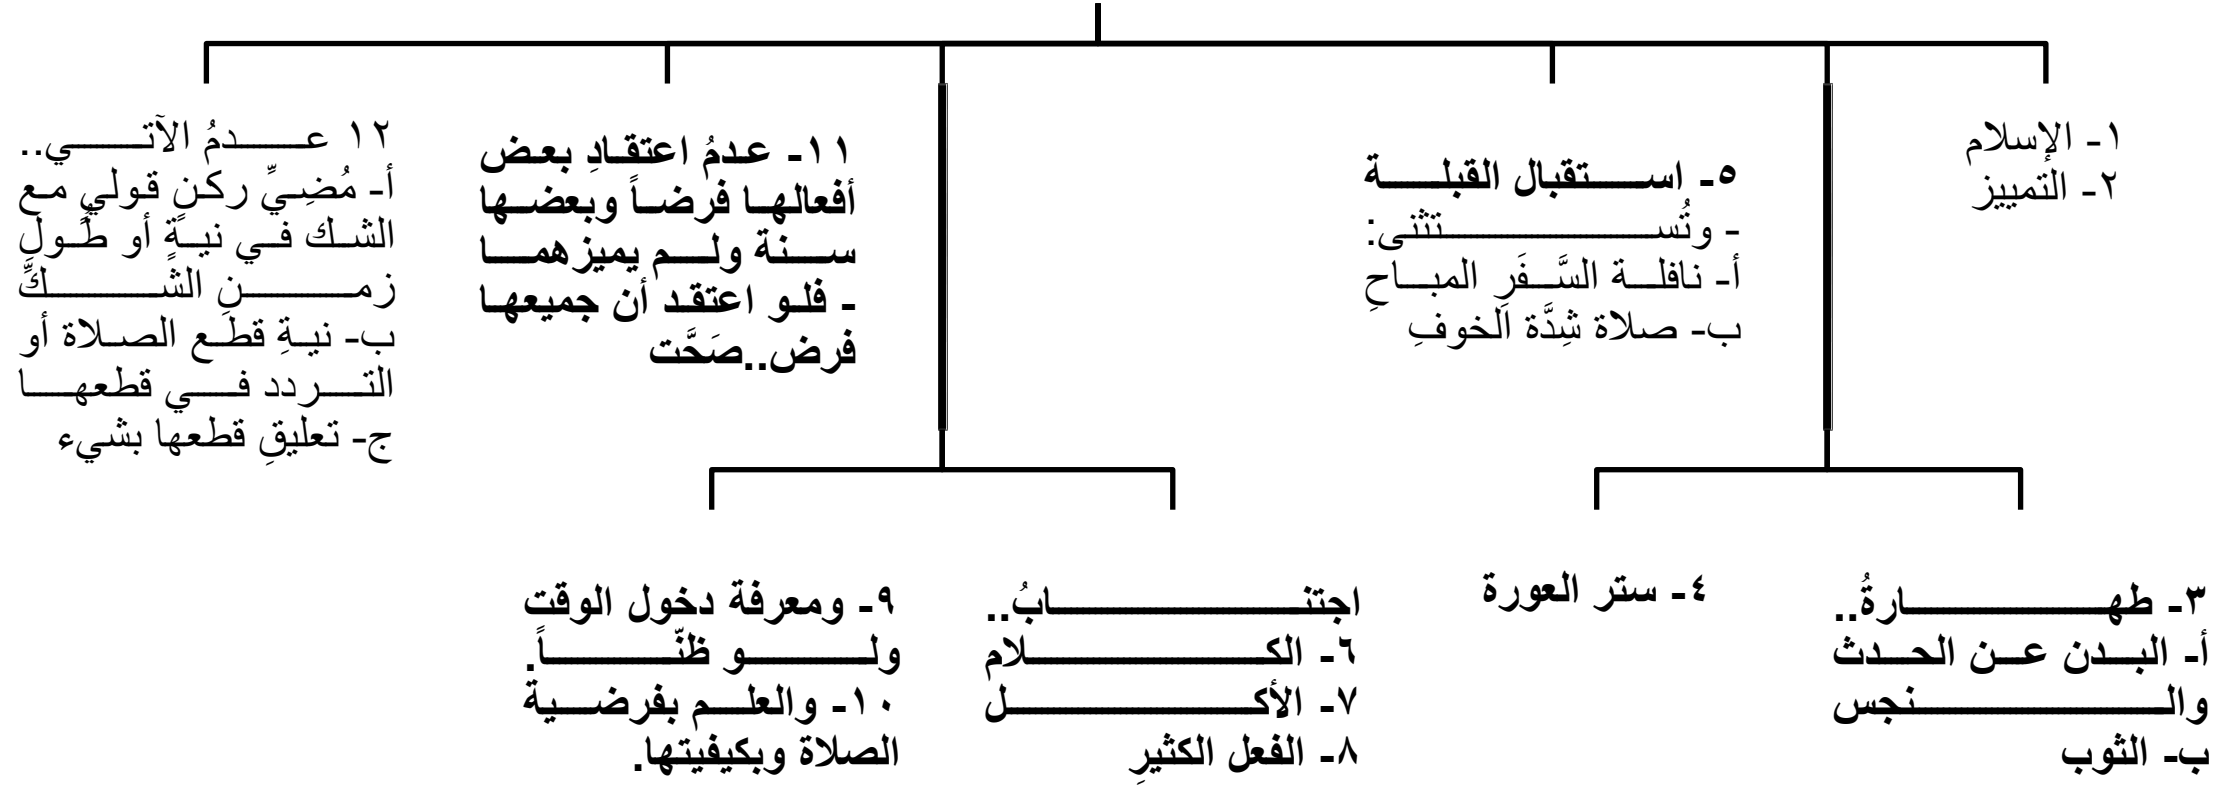 ١- الإسلام
٢- التمييز
٣- طهارةُ..
أ- البدن عن الحدث
والنجس
ب- الثوب
٤- ستر العورة
٥- استقبال القبلة
- وتُستثنى:
أ- نافلة السَّفَرِ المباحِ
ب- صلاة شِدَّة الخوفِ
اجتنابُ..
٦- الكلام
٧- الأكل
٨- الفعل الكثيرِ
٩- ومعرفة دخول الوقت
ولو ظنّاً.
١٠- والعلم بفرضية
الصلاة وبكيفيتها.
١١- عدمُ اعتقادِ بعض
أفعالها فرضاً وبعضها
سنة ولم يميزهما
- فلو اعتقد أن جميعها
فرض..صَحَّت
١٢ عدمُ الآتي..
أ- مُضِيِّ ركنٍ قوليٍ مع
الشك في نيةٍ أو طُولِ
زمنِ الشكِّ
ب- نيةِ قطع الصلاة أو
التردد في قطعها
ج- تعليقِ قطعها بشيء